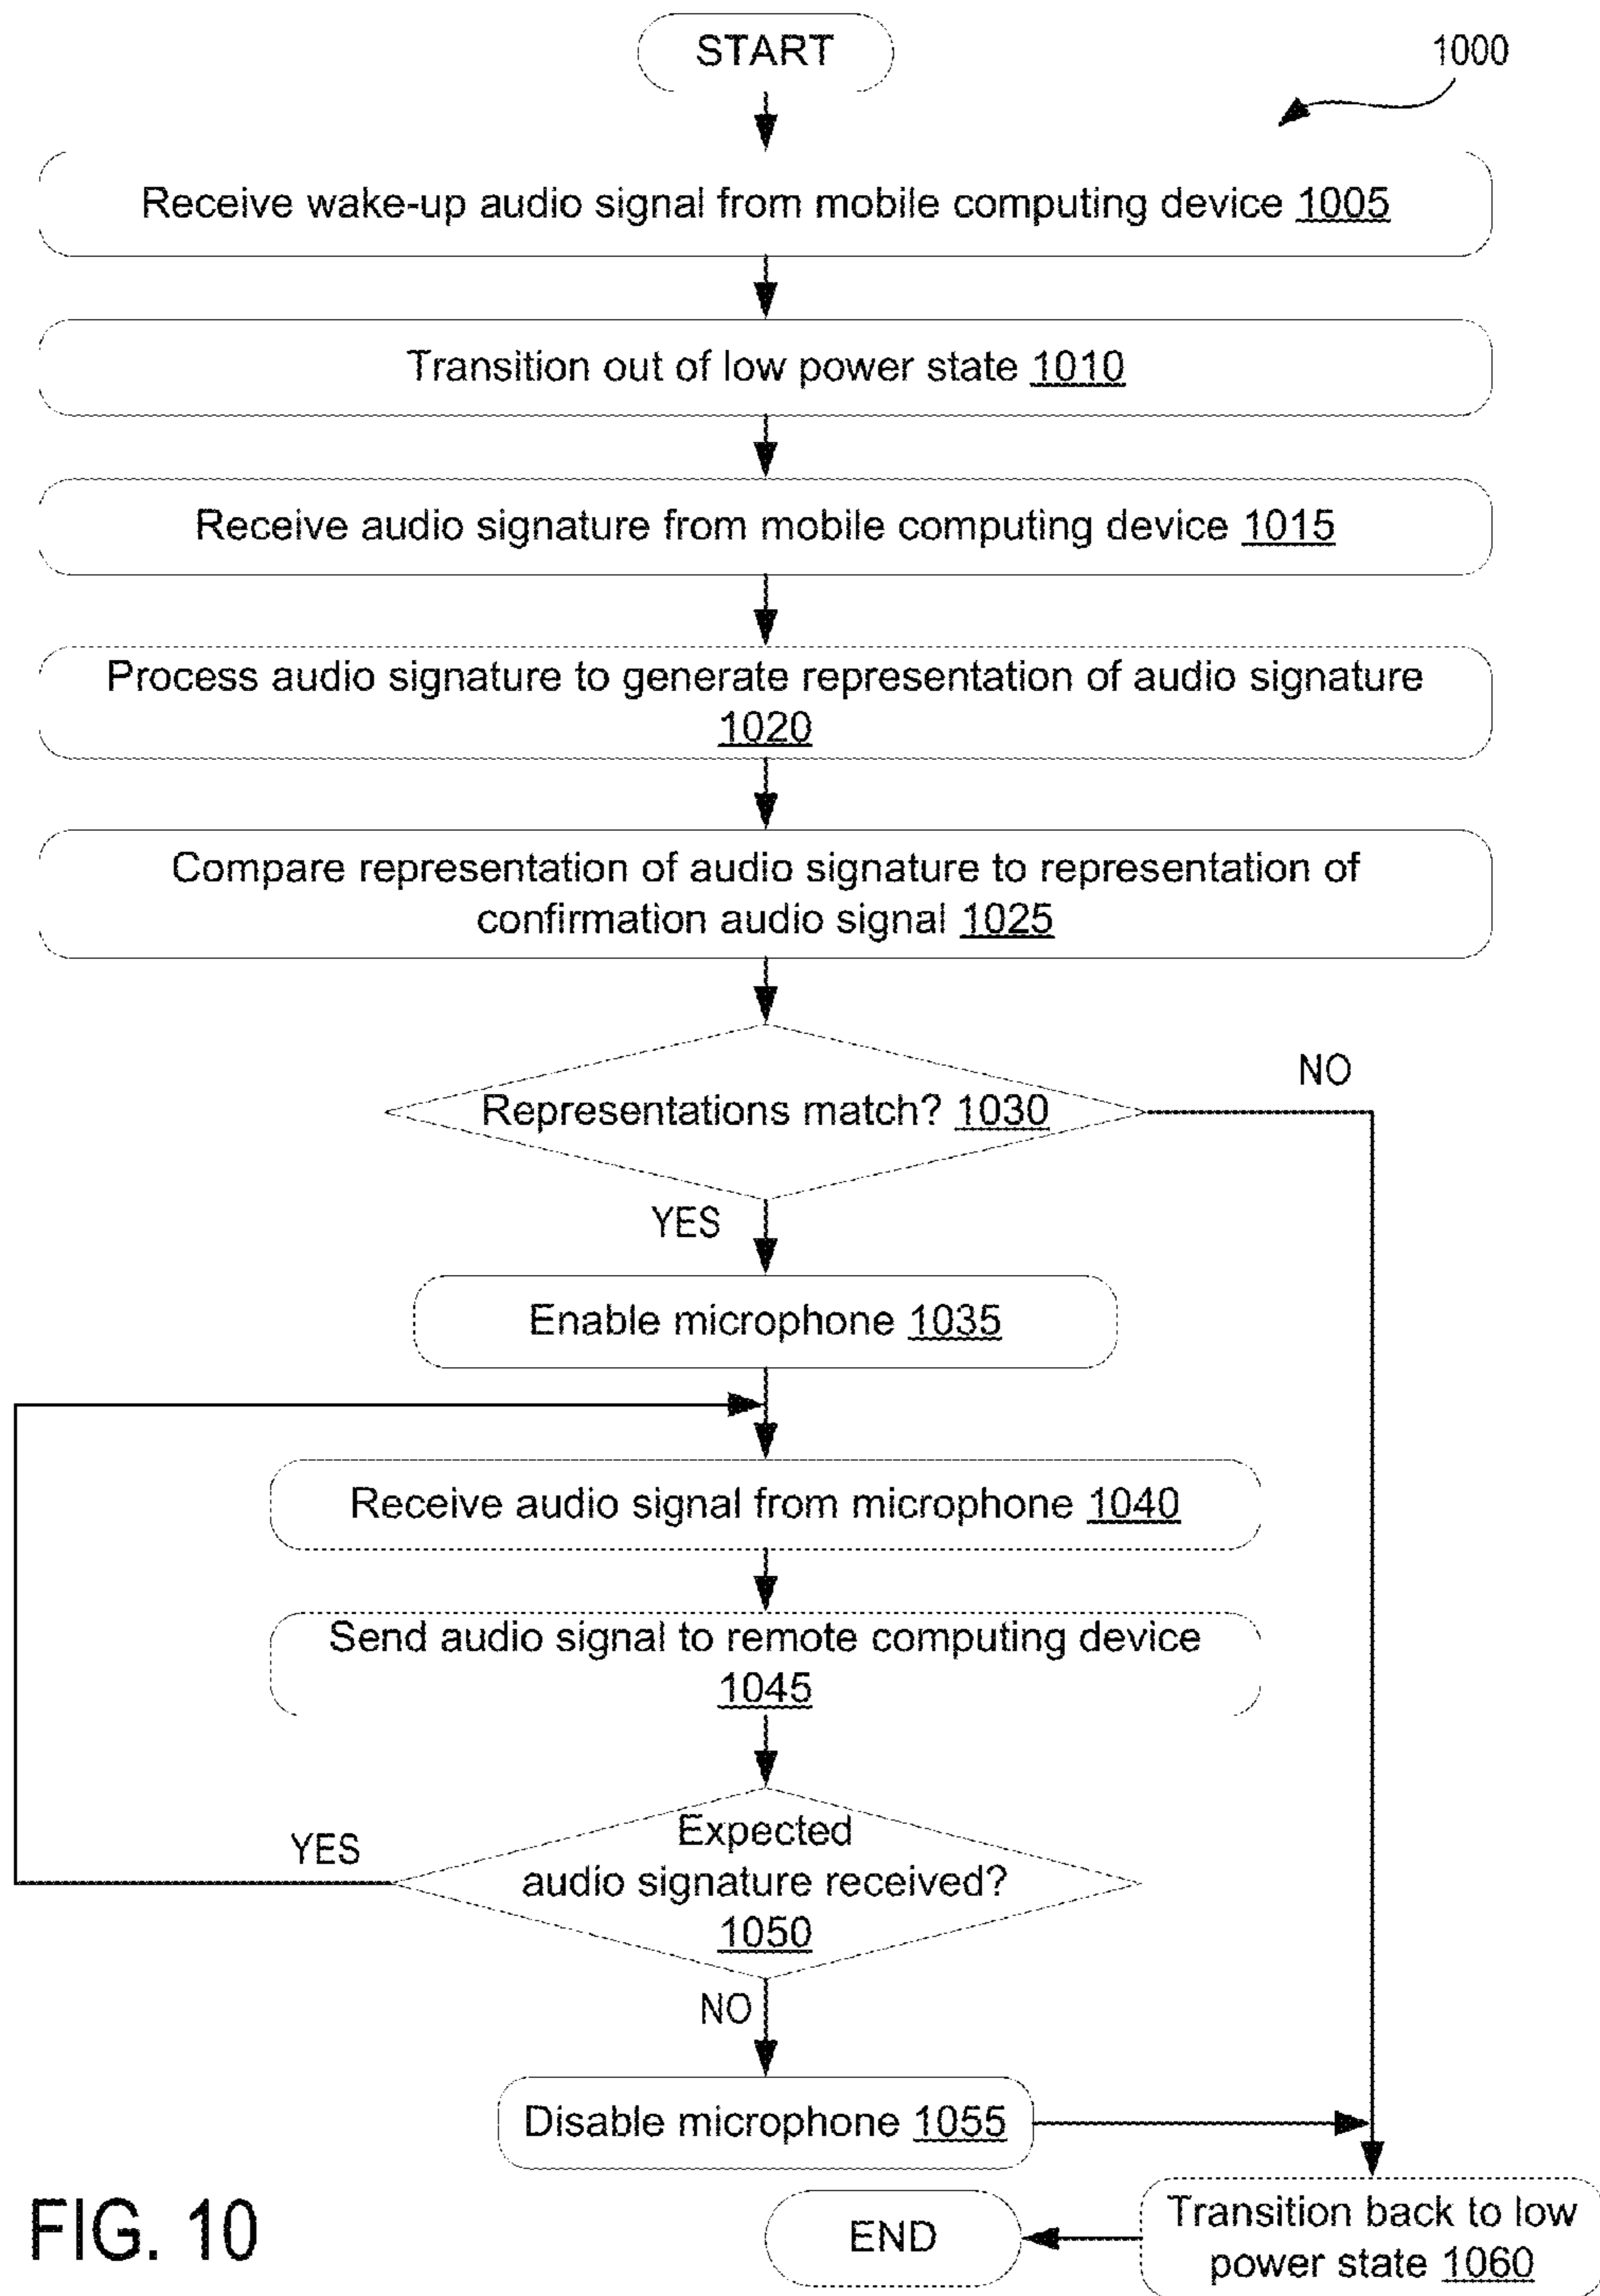 START
1000
Receive wake-up audio signal from mobile computing device 1005
Transition out of low power state 1010
Receive audio signature from mobile computing device 1015
Process audio signature to generate representation of audio signature
1020
Compare representation of audio signature to representation of
confirmation audio signal 1025
Representations match? 1030
NO
YES
Enable microphone 1035
Receive audio signal from microphone 1040
Send audio signal to remote computing device
1045
Expected
audio signature received?
1050
YES
NO
Disable microphone 1055
Transition back to low
power state 1060
END
FIG. 10